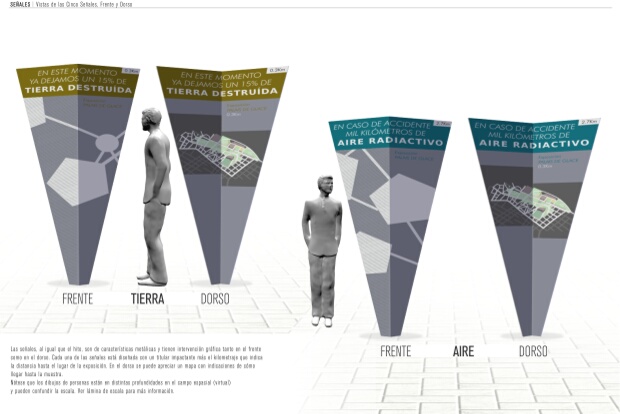 SEÑALES | Vistas de las Cinco Señales. Frente y Dorso
EN ESTE MOMENTO
YA DEJAMOS UN 15% DE
TIERRA DESTRUÍDA
EN ESTE MOMENTO
YA DEJAMOS UN 15% DE
TIERRA DESTRUÍDA
EN CASO DE ACCIDENTE
MIL KILÓMETROS DE
AIRE RADIACTIVO
EN CASO DE ACCIDENTE
MIL KILÓMETROS DE
AIRE RADIACTIVO
FRENTE TIERRA DORSO
FRENTE AIRE DORSO
Las señales, al igual que el hito, son de características metálicas y tienen intervención gráfica tanto en el frente
como en el dorso. Cada una de las señales está diseñada con un titular impactante más el kilometraje que indica
la distancia hasta el lugar de la exposición. En el dorso se puede apreciar un mapa con indicaciones de cómo
llegar hasta la muestra.
Nótese que los dibujos de personas están en distintas profundidades en el campo espacial (virtual)
y pueden confundir la escala. Ver lámina de escala para más información.